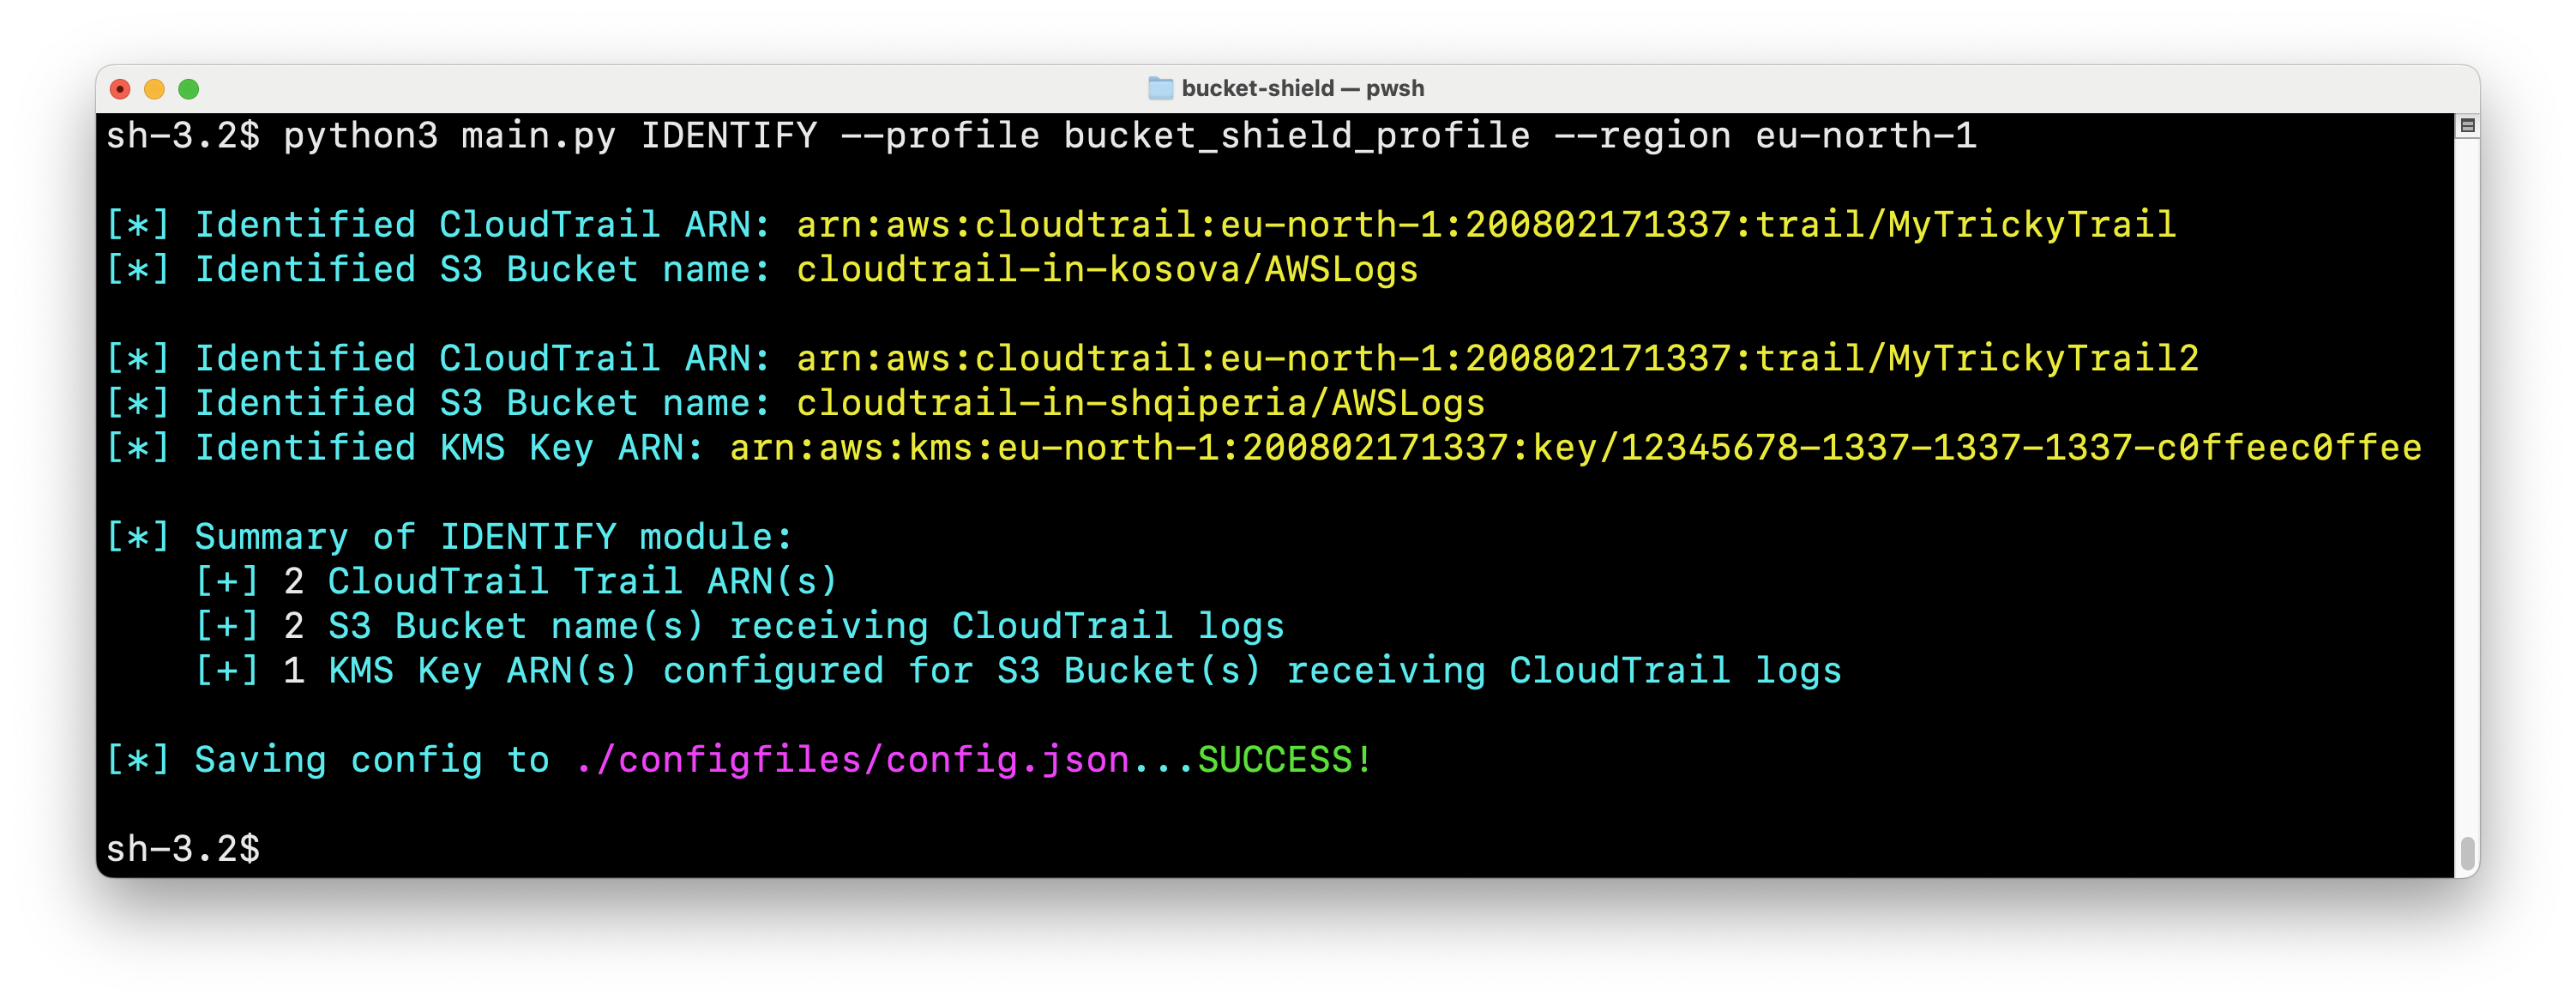 bucket-shield — pwsh
sh-3.2$ python3 main.py IDENTIFY --profile bucket_shield_profile --region eu-north-1
[*] Identified CloudTrail ARN: arn:aws:cloudtrail:eu-north-1:200802171337:trail/MyTrickyTrail
[*] Identified S3 Bucket name: cloudtrail-in-kosova/AWSLogs
[*] Identified CloudTrail ARN: arn:aws:cloudtrail:eu-north-1:200802171337:trail/MyTrickyTrail2
[*] Identified S3 Bucket name: cloudtrail-in-shqiperia/AWSLogs
[*] Identified KMS Key ARN: arn:aws:kms:eu-north-1:200802171337:key/12345678-1337-1337-1337-c0ffeec0ffee
[*] Summary of IDENTIFY module:
[+] 2 CloudTrail Trail ARN(s)
[+] 2 S3 Bucket name(s) receiving CloudTrail logs
[+] 1 KMS Key ARN(s) configured for S3 Bucket(s) receiving CloudTrail logs
[*] Saving config to ./configfiles/config.json...SUCCESS!
sh-3.2$